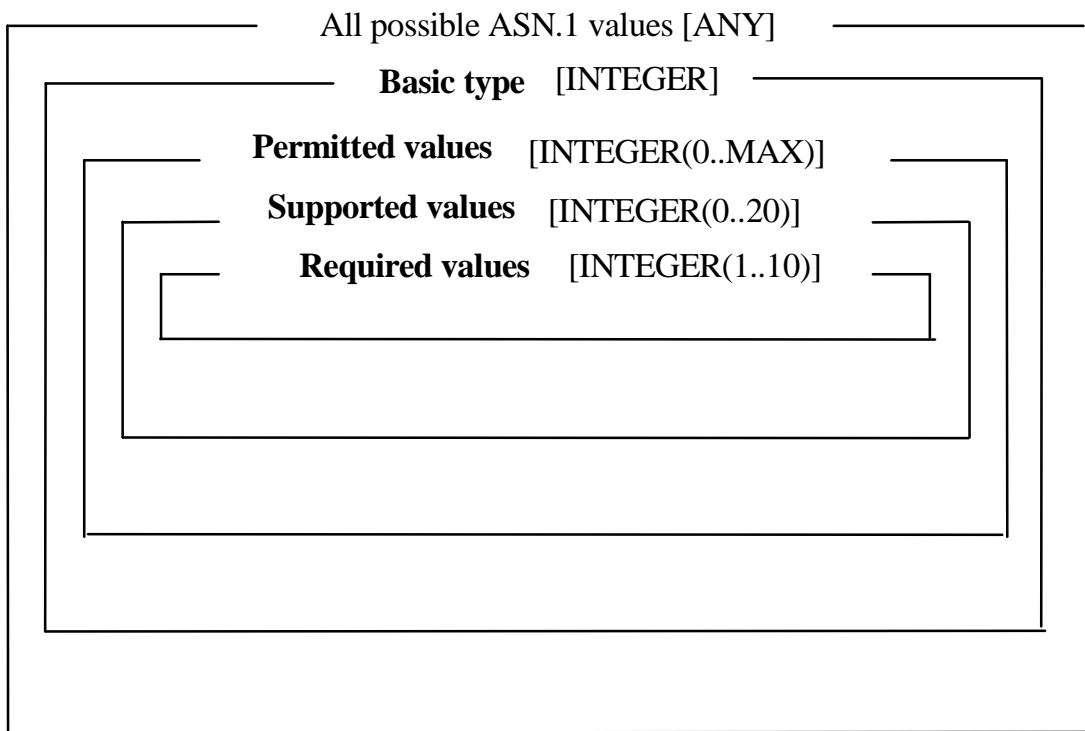 All possible ASN.1 values [ANY]
Basic type [INTEGER]
Permitted values [INTEGER(0..MAX)]
Supported values [INTEGER(0..20)]
Required values [INTEGER(1..10)]